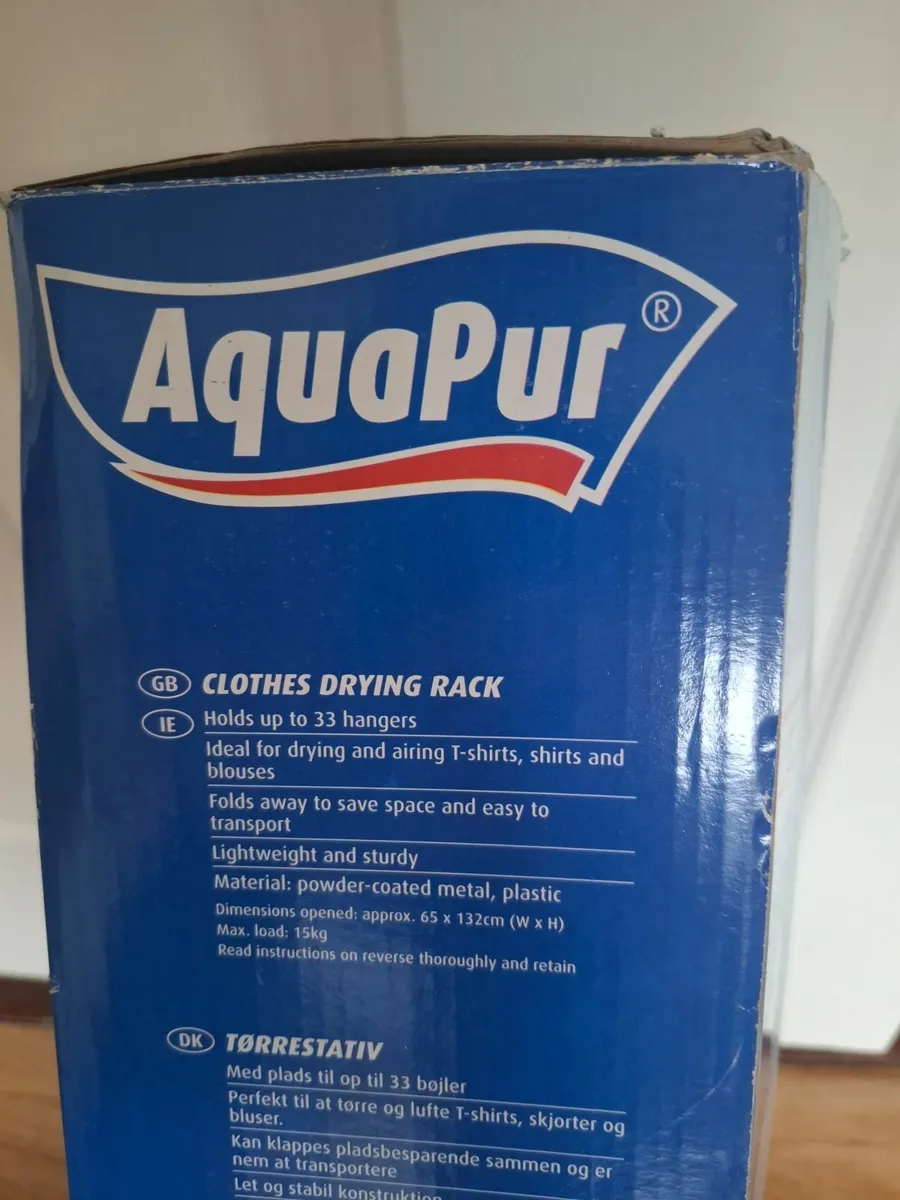 AquaPur®
GB CLOTHES DRYING RACK
IE Holds up to 33 hangers
Ideal for drying and airing T-shirts, shirts and
blouses
Folds away to save space and easy to
transport
Lightweight and sturdy
Material: powder-coated metal, plastic
Dimensions opened: approx. 65 x 132cm (W x H)
Max. load: 15kg
Read instructions on reverse thoroughly and retain
DK TØRRESTATIV
Med plads til op til 33 bøjler
Perfekt til at tørre og lufte T-shirts, skjorter og
bluser.
Kan klappes pladsbesparende sammen og er
nem at transportere
Let og stabil konstruktion